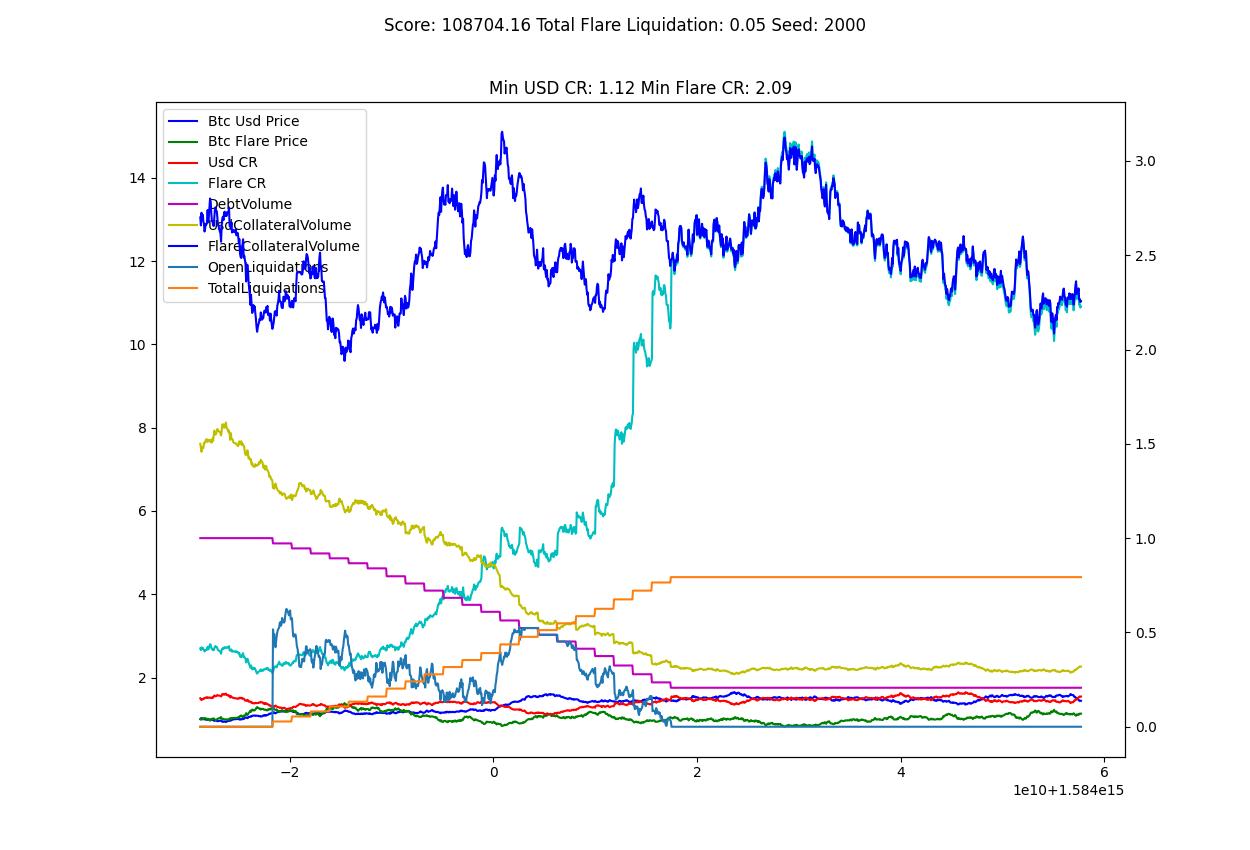 Score: 108704.16 Total Flare Liquidation: 0.05 Seed: 2000
Min USD CR: 1.12 Min Flare CR: 2.09
Btc Usd Price
Btc Flare Price
Usd CR
Flare CR
DebtVolume
UsdCollateralVolume
FlareCollateralVolume
OpenLiquidations
TotalLiquidations
14
12
10
8
6
4
2
3.0
2.5
2.0
1.5
1.0
0.5
0.0
−2
0
2
4
6
1e10+1.584e15